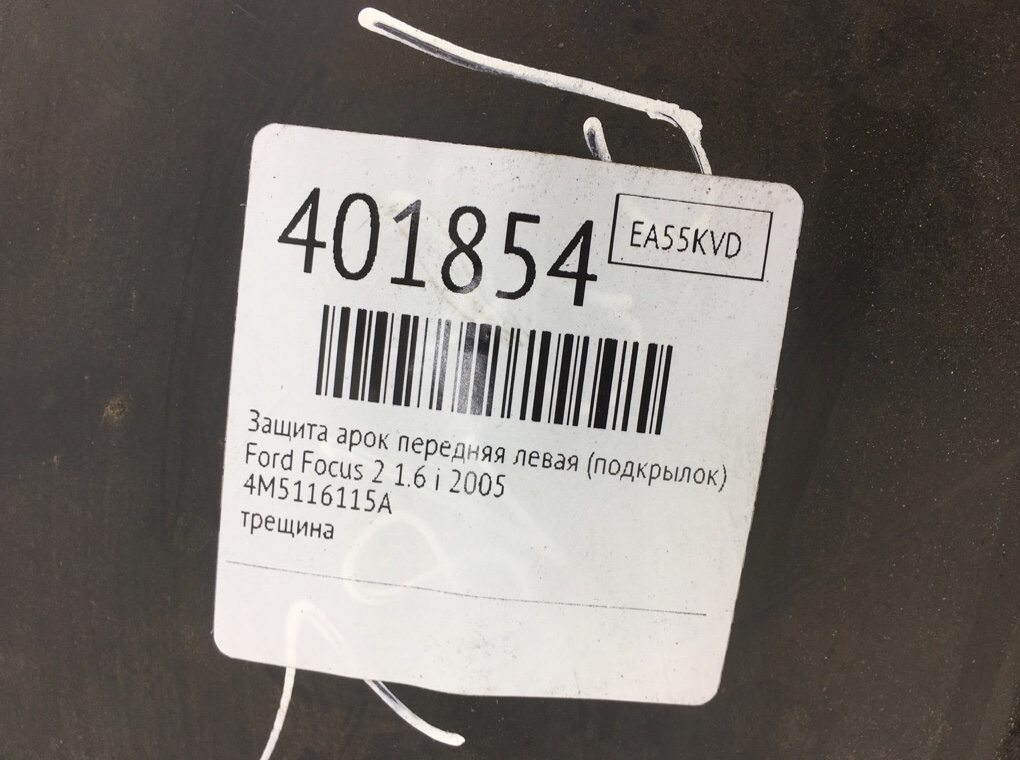 401854
EA55KVD
Защита арок передняя левая (подкрылок)
Ford Focus 2 1.6 i 2005
4M5116115A
трещина